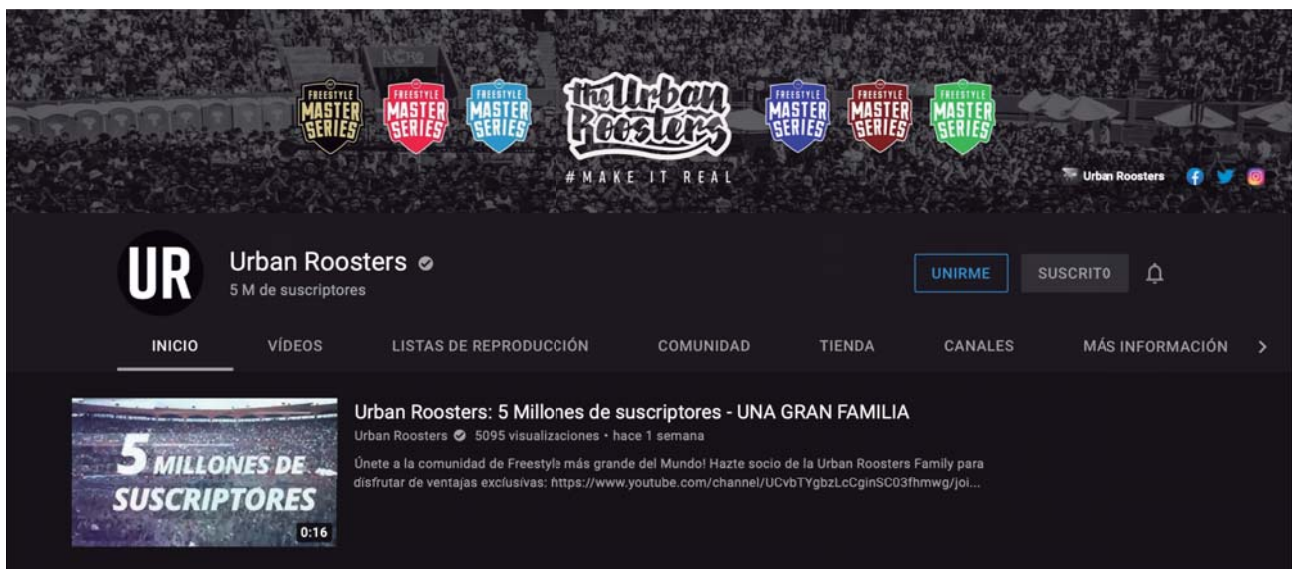 FREESTYLE MASTER SERIES
FREESTYLE MASTER SERIES
FREESTYLE MASTER SERIES
the Urban Roosters
FREESTYLE MASTER SERIES
FREESTYLE MASTER SERIES
FREESTYLE MASTER SERIES
#MAKE IT REAL
Urban Roosters
UR
Urban Roosters
5 M de suscriptores
UNIRME
SUSCRITO
INICIO VÍDEOS LISTAS DE REPRODUCCIÓN COMUNIDAD TIENDA CANALES MÁS INFORMACIÓN
5 MILLONES DE
SUSCRIPTORES
0:16
Urban Roosters: 5 Millones de suscriptores - UNA GRAN FAMILIA
Urban Roosters 5095 visualizaciones • hace 1 semana
Únete a la comunidad de Freestyle más grande del Mundo! Hazte socio de la Urban Roosters Family para
disfrutar de ventajas exclusivas: https://www.youtube.com/channel/UCvbTYgbzLcCginSC03fhmwg/joi...